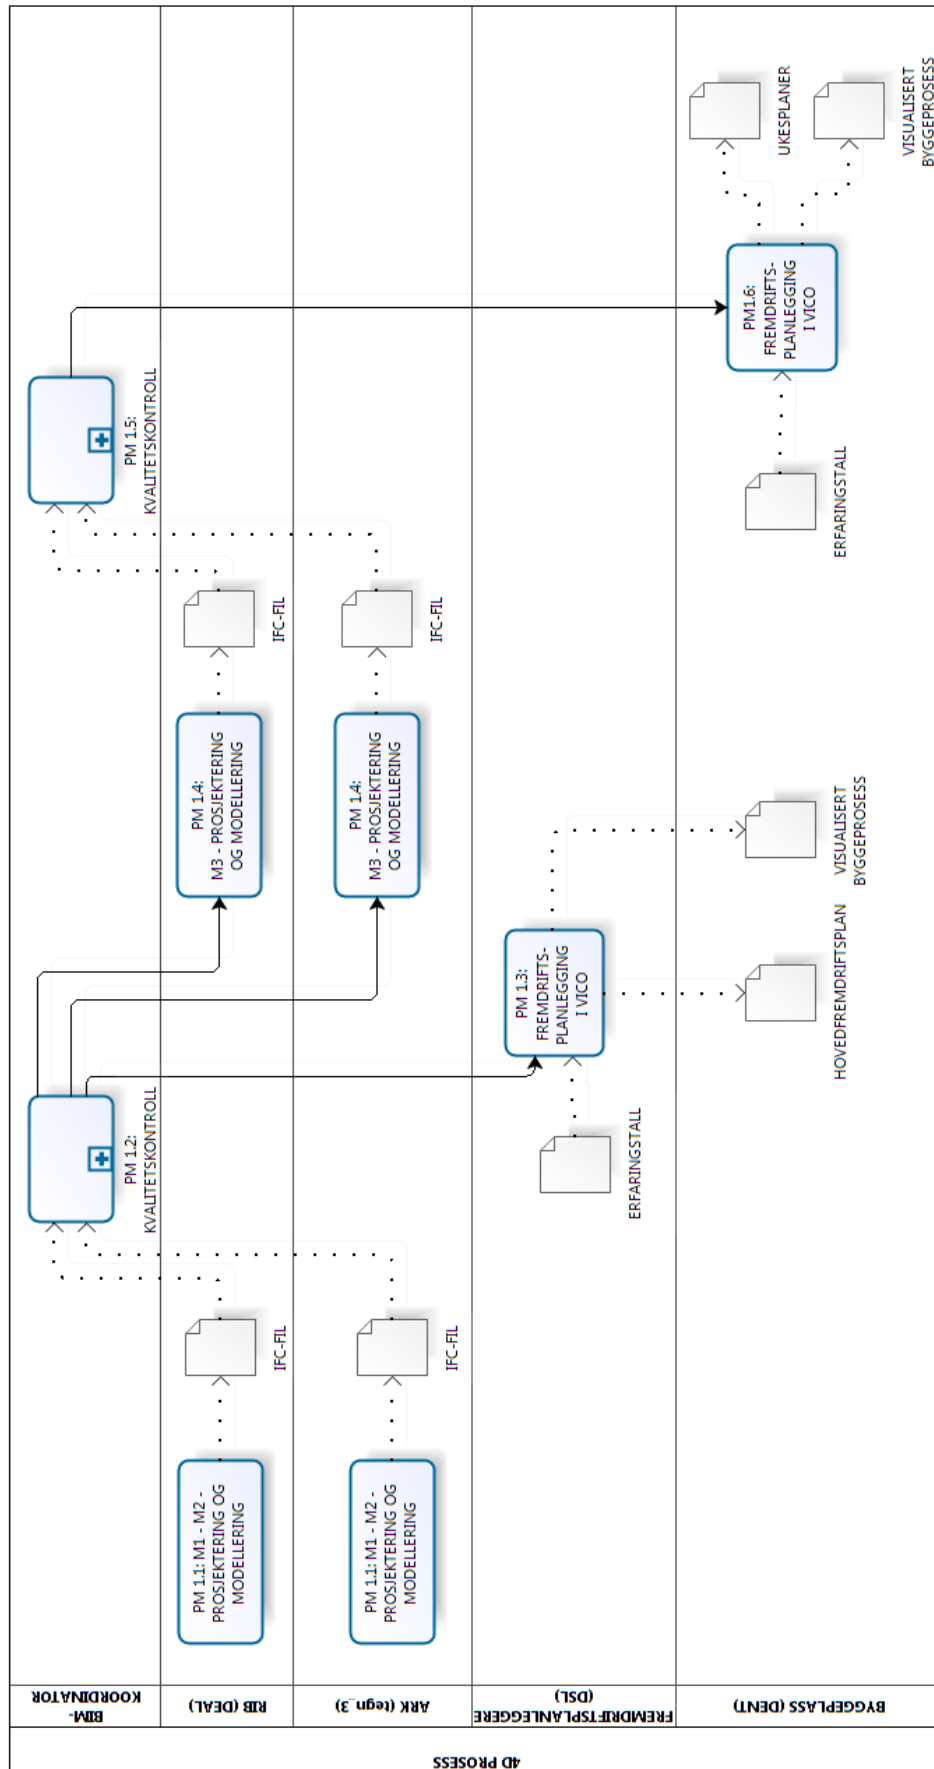 4D PROSESS
BIM-
KOORDINATOR
RIB (DEAL)
ARK (tegn_3)
FREMDRIFTSPLANLEGGERE
(DSL)
BYGGEPLASS (DENT)
PM 1.1: M1 - M2 -
PROSJEKTERING OG
MODELLERING
IFC-FIL
PM 1.1: M1 - M2 -
PROSJEKTERING OG
MODELLERING
IFC-FIL
PM 1.2:
KVALITETSKONTROLL
ERFARINGSTALL
PM 1.3:
FREMDRIFTS-
PLANLEGGING
I VICO
HOVEDFREMDRIFTSPLAN
VISUALISERT
BYGGEPROSESS
PM 1.4:
M3 - PROSJEKTERING
OG MODELLERING
IFC-FIL
PM 1.4:
M3 - PROSJEKTERING
OG MODELLERING
IFC-FIL
PM 1.5:
KVALITETSKONTROLL
ERFARINGSTALL
PM1.6:
FREMDRIFTS-
PLANLEGGING
I VICO
UKESPLANER
VISUALISERT
BYGGEPROSESS